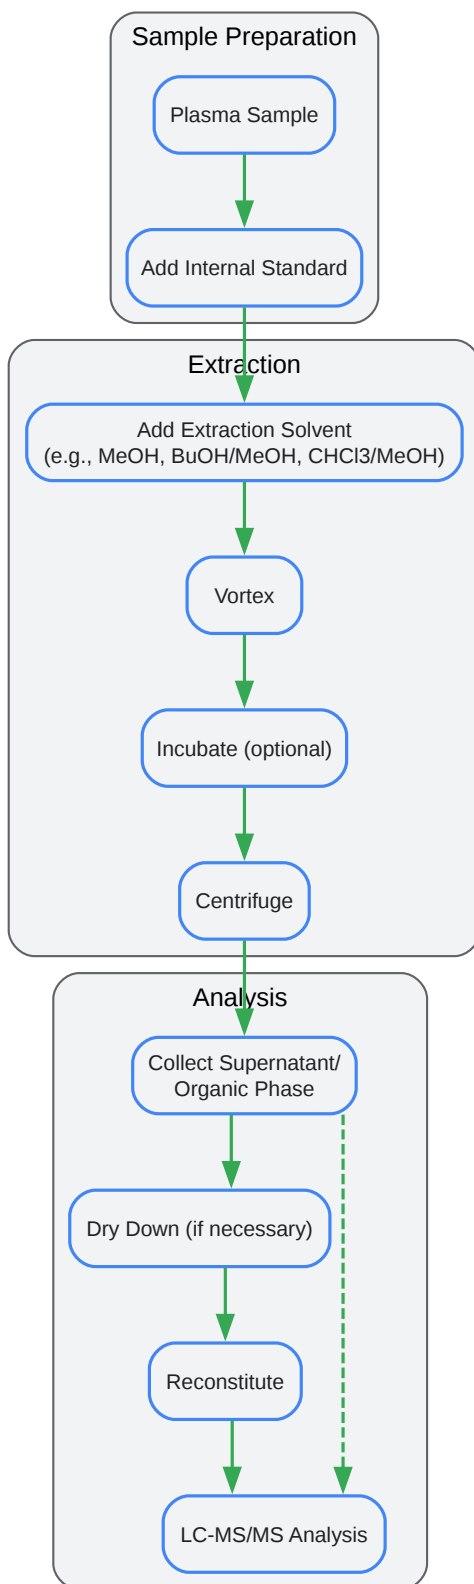 Sample Preparation
Plasma Sample
Add Internal Standard
Extraction
Add Extraction Solvent
(e.g., MeOH, BuOH/MeOH, CHCl3/MeOH)
Vortex
Incubate (optional)
Centrifuge
Analysis
Collect Supernatant/
Organic Phase
Dry Down (if necessary)
Reconstitute
LC-MS/MS Analysis